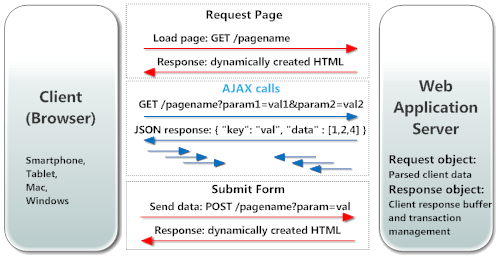 Client
(Browser)
Smartphone,
Tablet,
Mac,
Windows
Request Page
Load page: GET /pagename
Response: dynamically created HTML
AJAX calls
GET /pagename?param1=val1&param2=val2
JSON response: { "key": "val", "data" : [1,2,4] }
Submit Form
Send data: POST /pagename?param=val
Response: dynamically created HTML
Web
Application
Server
Request object:
Parsed client data
Response object:
Client response buffer
and transaction
management